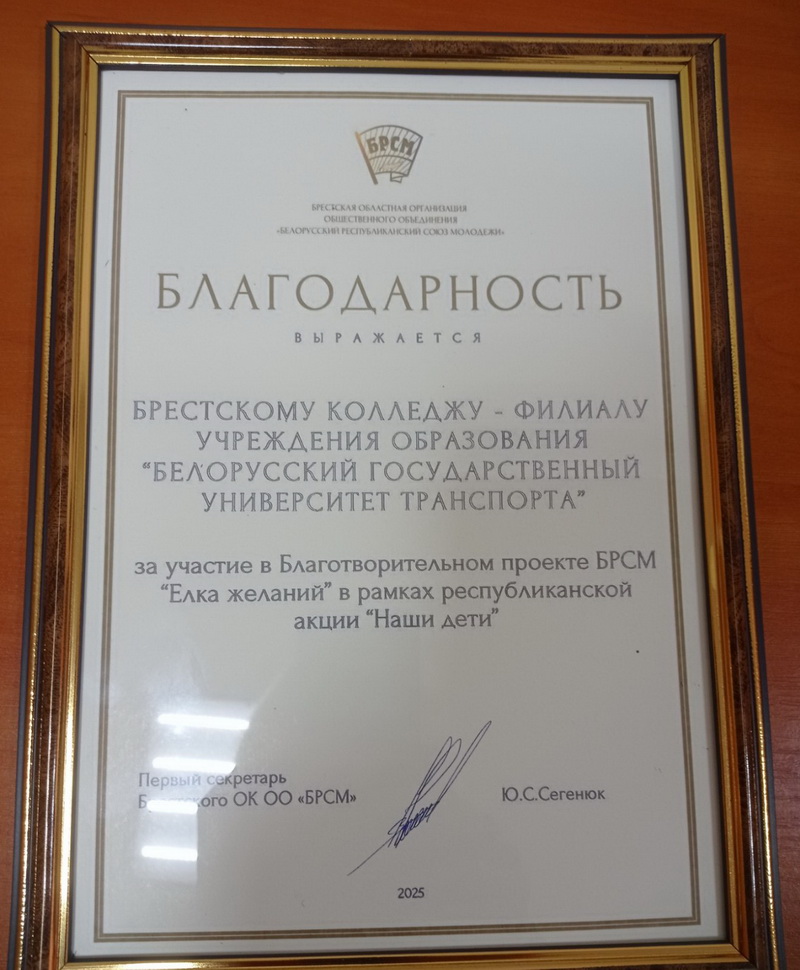 БРСМ
БРЕСТСКАЯ ОБЛАСТНАЯ ОРГАНИЗАЦИЯ
ОБЩЕСТВЕННОГО ОБЪЕДИНЕНИЯ
«БЕЛОРУССКИЙ РЕСПУБЛИКАНСКИЙ СОЮЗ МОЛОДЕЖИ»
БЛАГОДАРНОСТЬ
ВЫРАЖАЕТСЯ
БРЕСТСКОМУ КОЛЛЕДЖУ - ФИЛИАЛУ
УЧРЕЖДЕНИЯ ОБРАЗОВАНИЯ
“БЕЛОРУССКИЙ ГОСУДАРСТВЕННЫЙ
УНИВЕРСИТЕТ ТРАНСПОРТА”
за участие в Благотворительном проекте БРСМ
“Елка желаний” в рамках республиканской
акции “Наши дети”
Первый секретарь
Брестского ОК ОО «БРСМ»
Ю.С.Сегенюк
2025